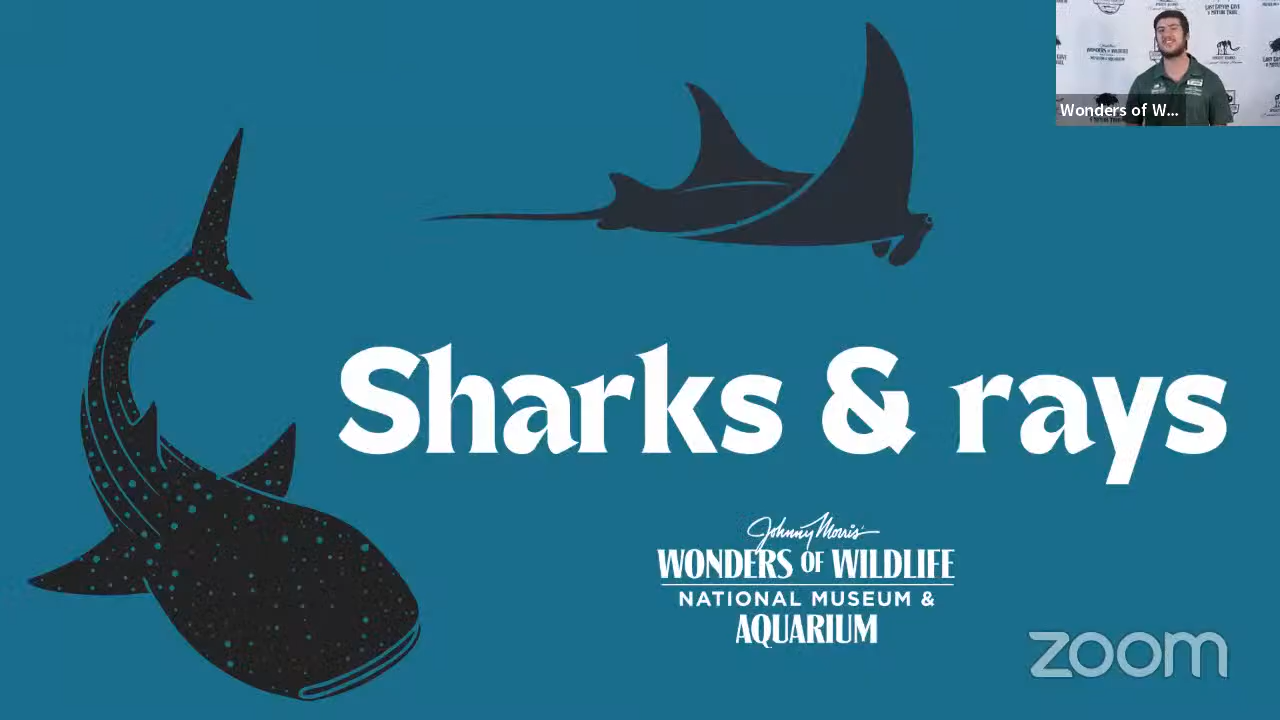 Wonders of W...
Sharks & rays
Johnny Morris'
WONDERS OF WILDLIFE
NATIONAL MUSEUM &
AQUARIUM
zoom